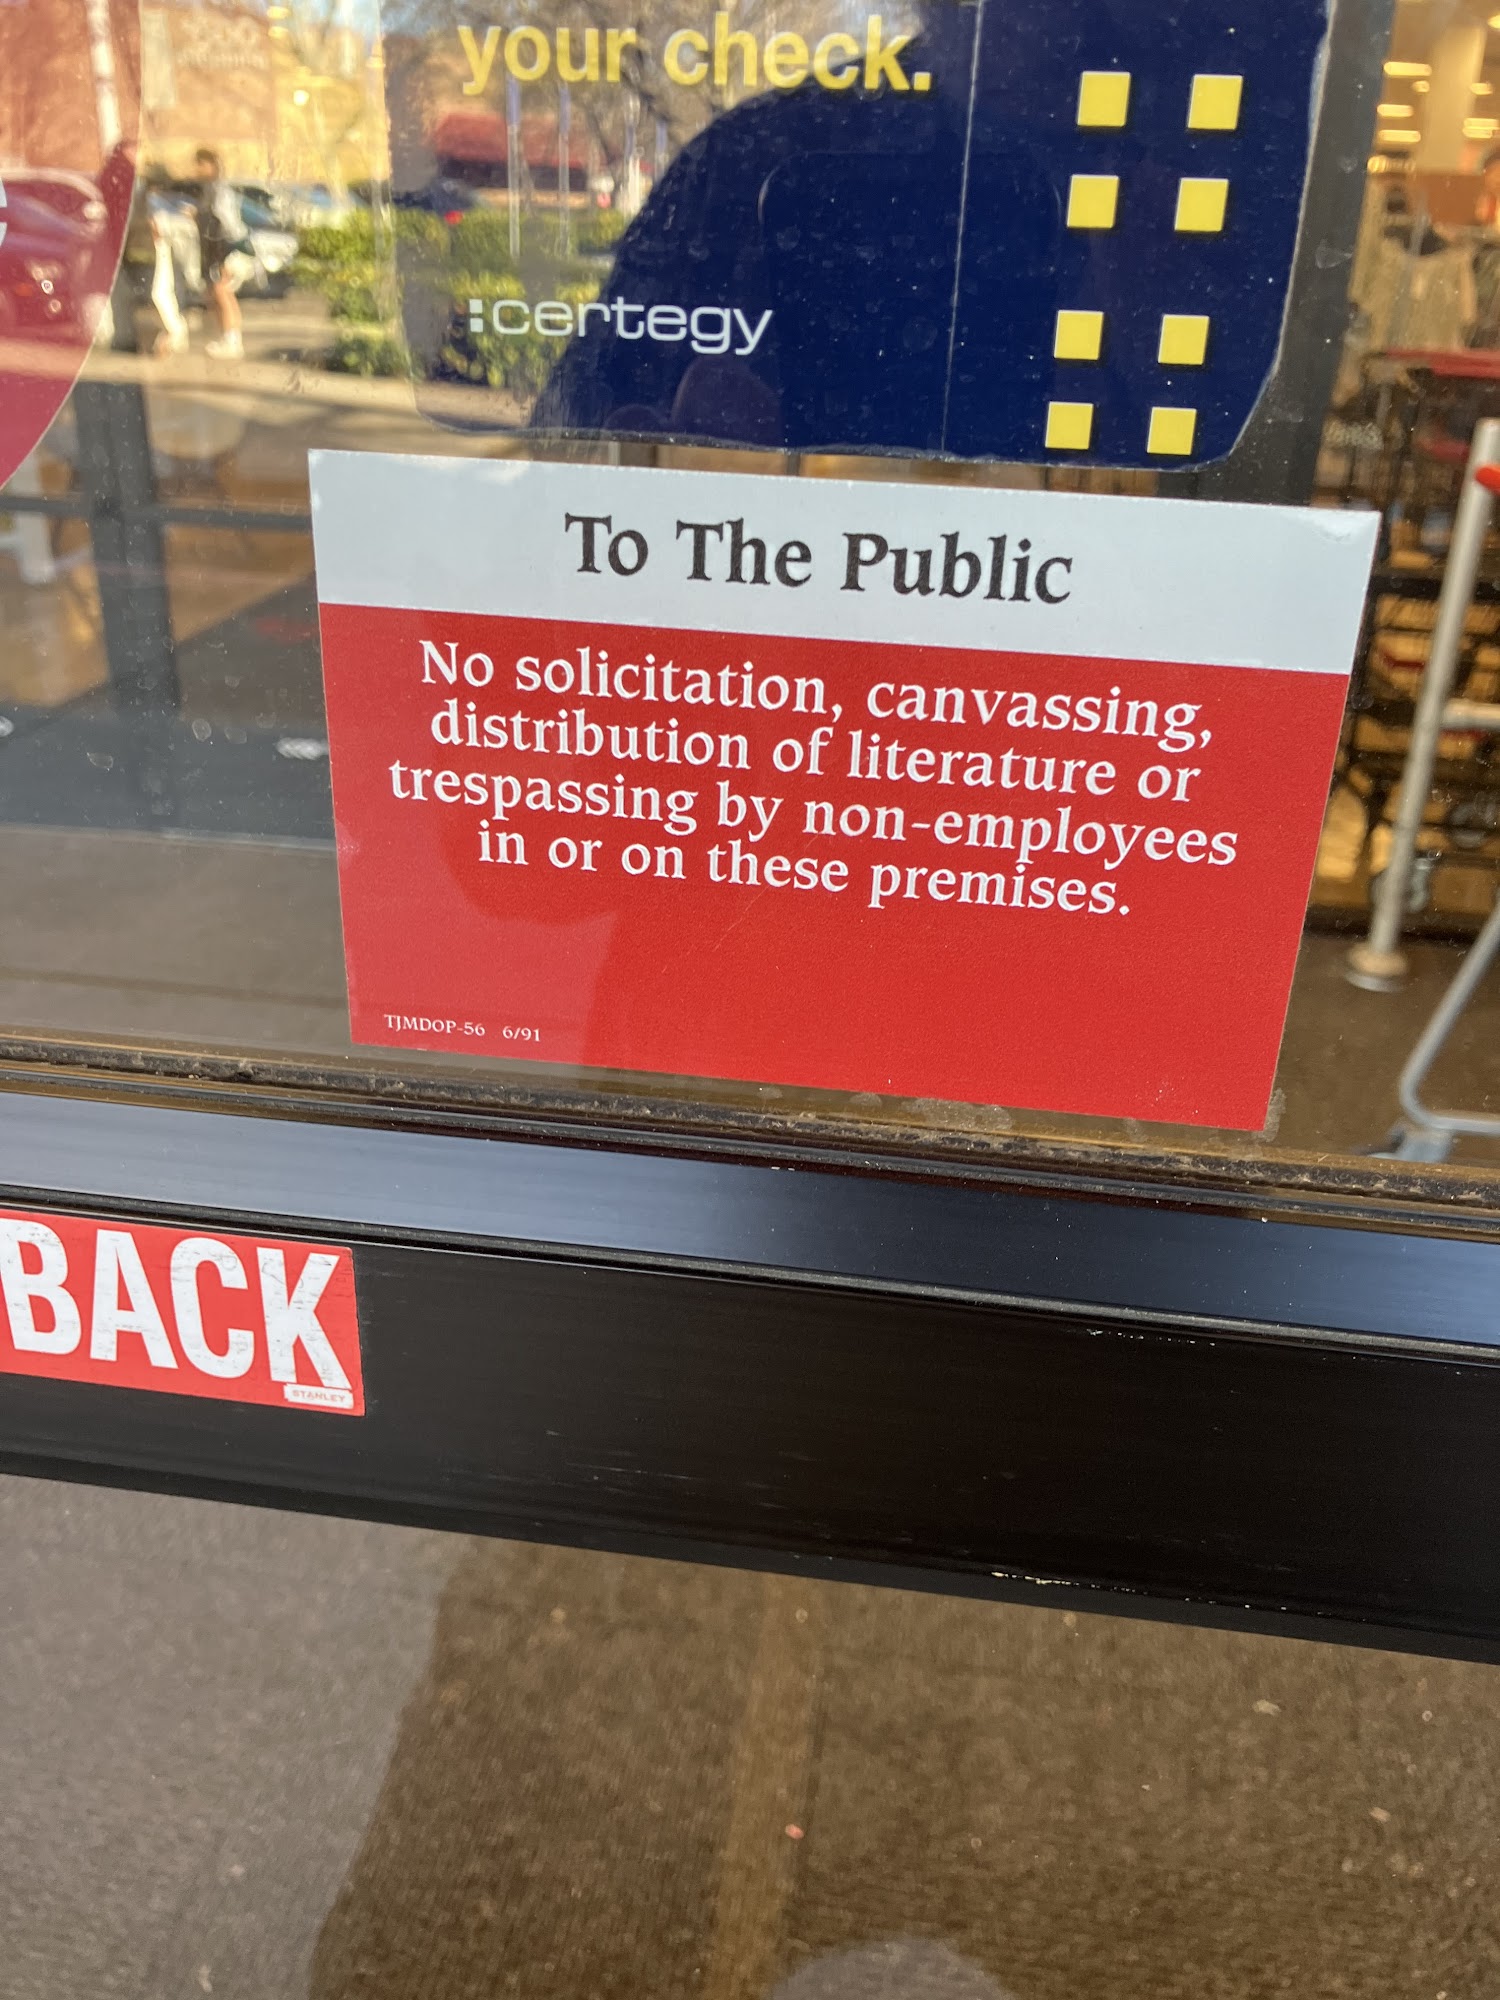 your check.
:certegy
To The Public
No solicitation, canvassing,
distribution of literature or
trespassing by non-employees
in or on these premises.
TJMDOP-56 6/91
BACK
STANLEY